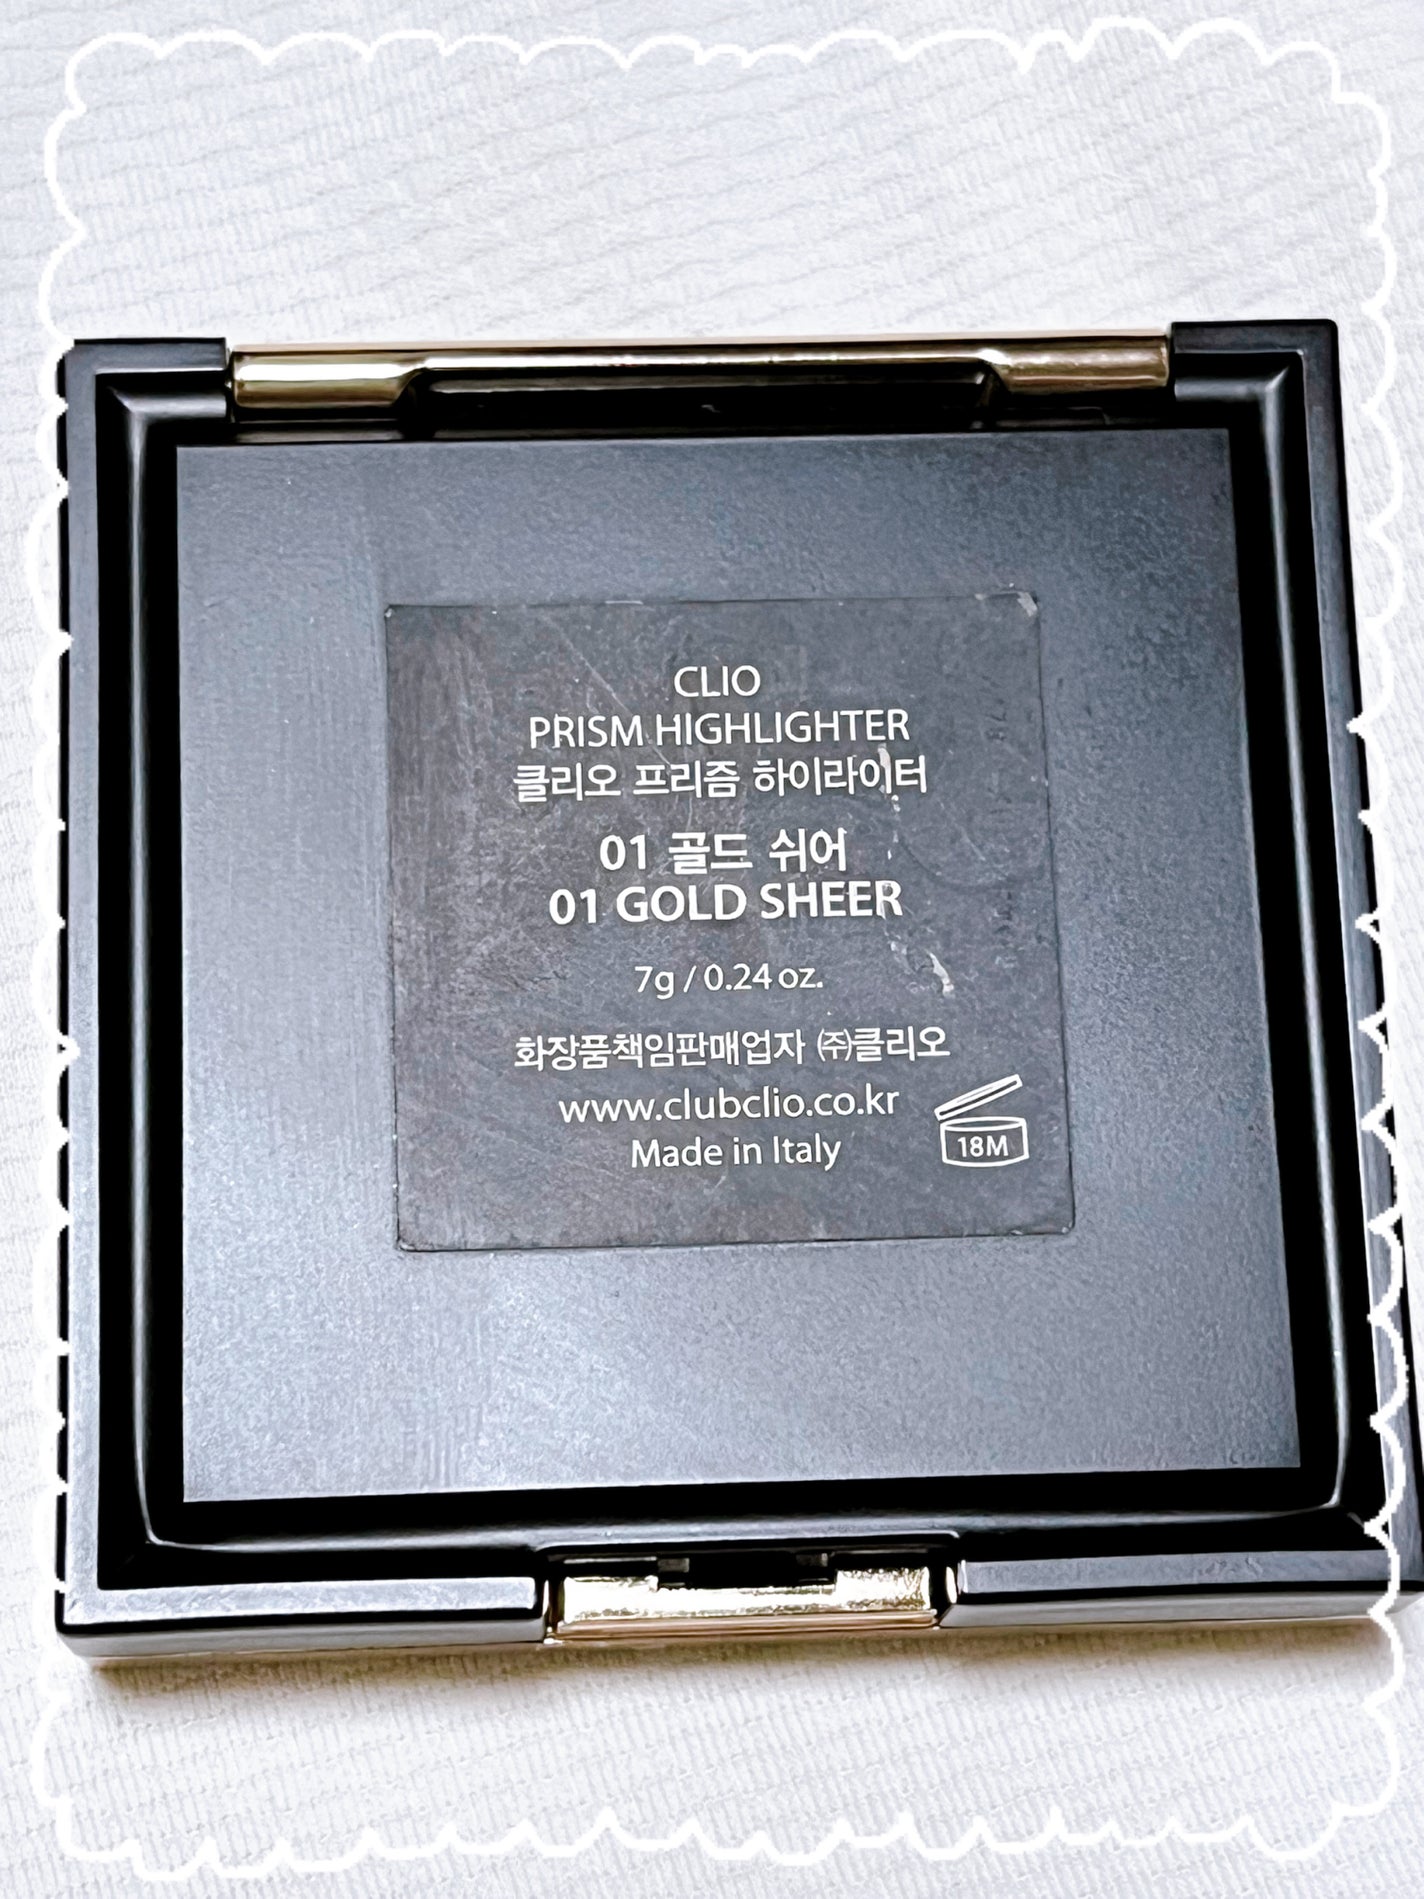 CLIO
PRISM HIGHLIGHTER
클리오 프리즘 하이라이터
01 골드 쉬어
01 GOLD SHEER
7g / 0.24 oz.
화장품책임판매업자 ㈜클리오
www.clubclio.co.kr
Made in Italy
18M